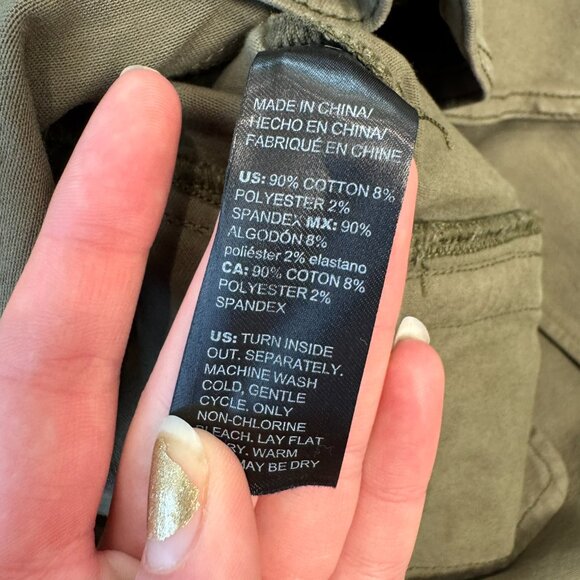 MADE IN CHINA/
HECHO EN CHINA/
FABRIQUÉ EN CHINE
US: 90% COTTON 8%
POLYESTER 2%
SPANDEX MX: 90%
ALGODÓN 8%
poliéster 2% elastano
CA: 90% COTON 8%
POLYESTER 2%
SPANDEX
US: TURN INSIDE
OUT. SEPARATELY.
MACHINE WASH
COLD, GENTLE
CYCLE. ONLY
NON-CHLORINE
BLEACH. LAY FLAT
DRY. WARM
MAY BE DRY